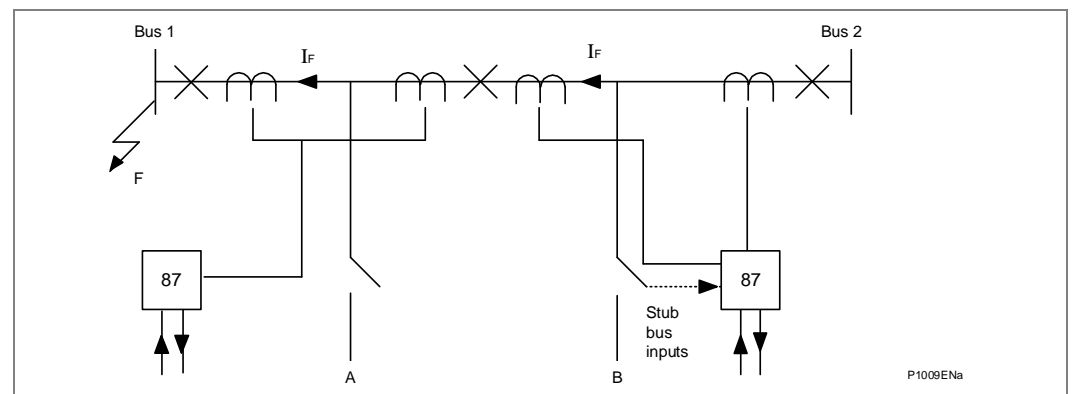 Bus 1
Bus 2
IF
IF
F
87
87
Stub
bus
inputs
A
B
P1009ENa